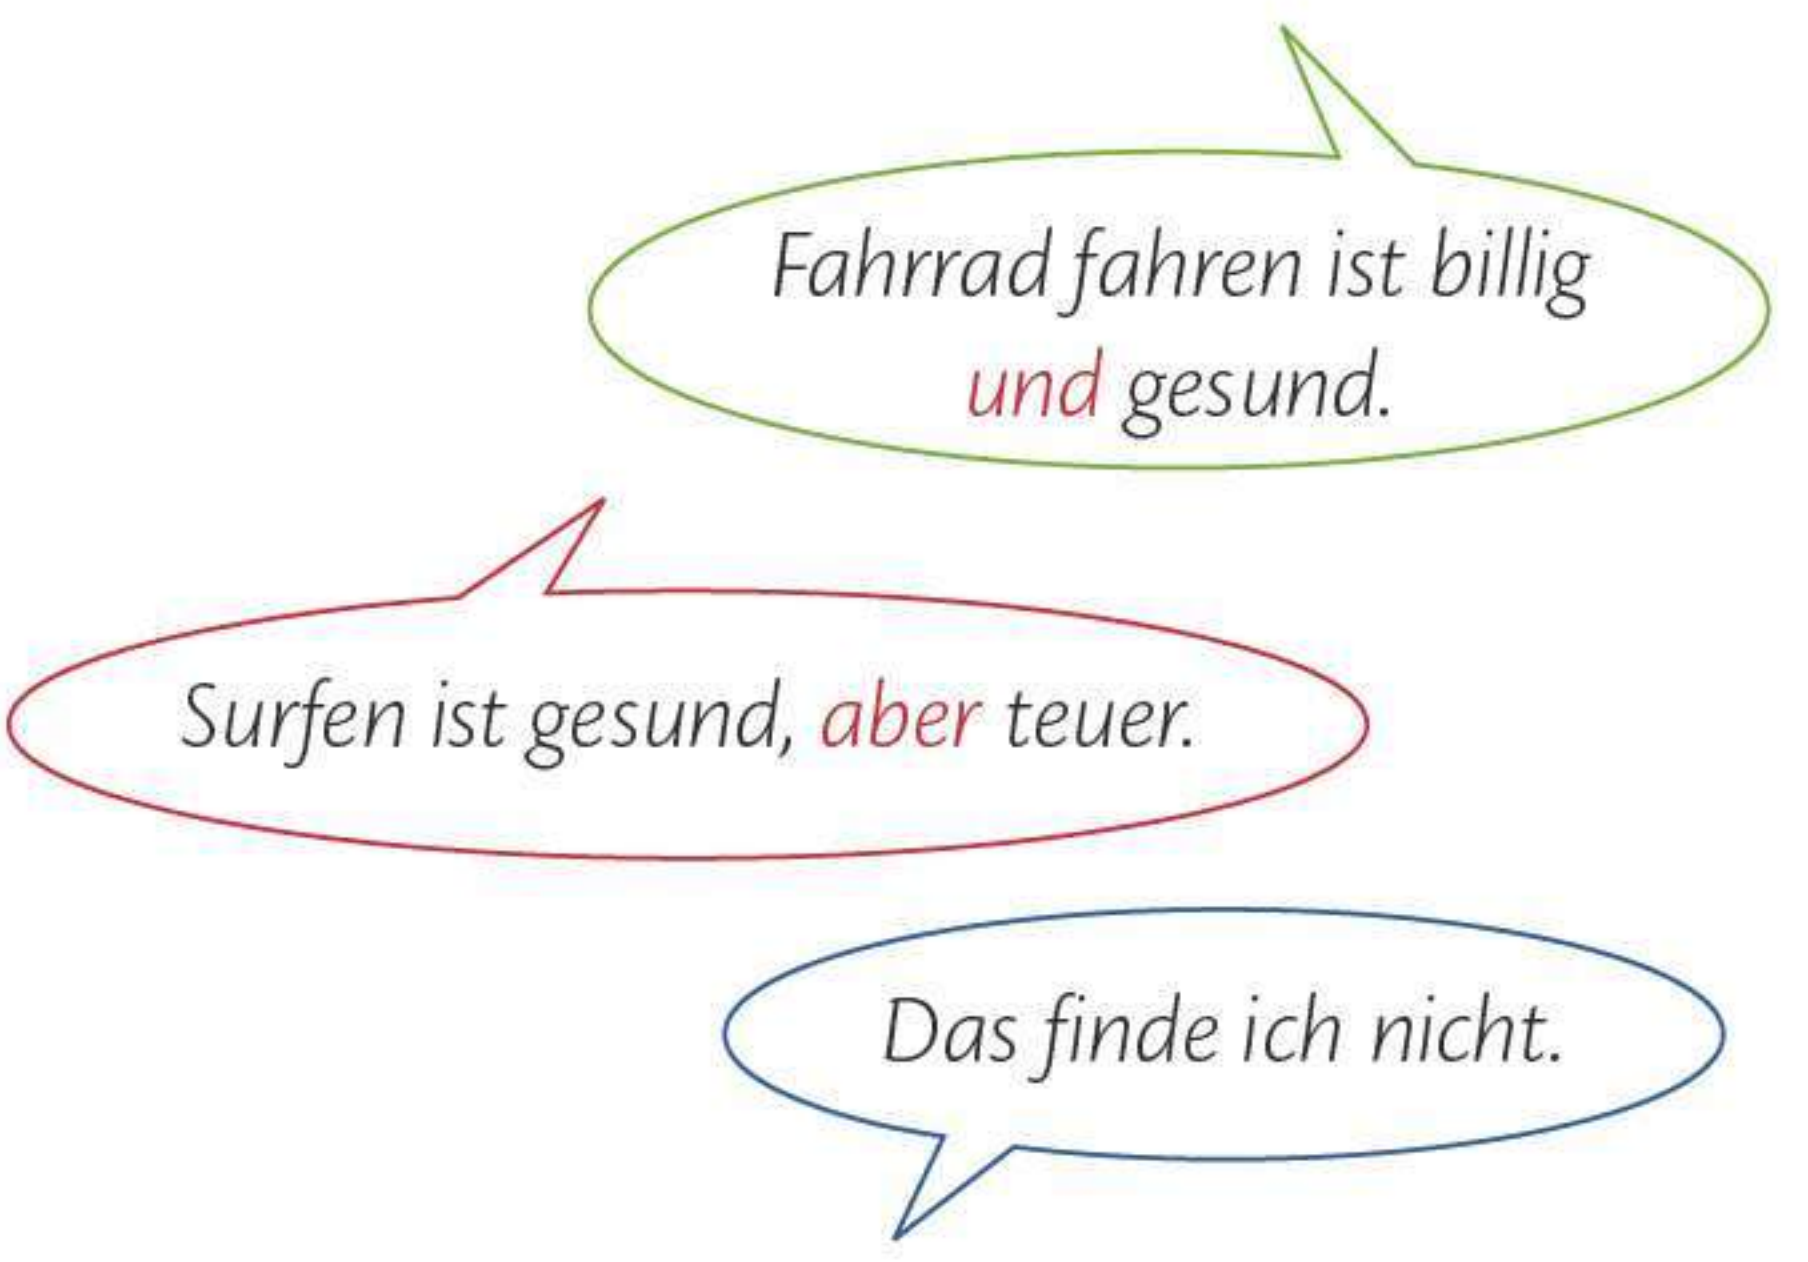 Fahrrad fahren ist billig
und gesund.
Surfen ist gesund, aber teuer.
Das finde ich nicht.